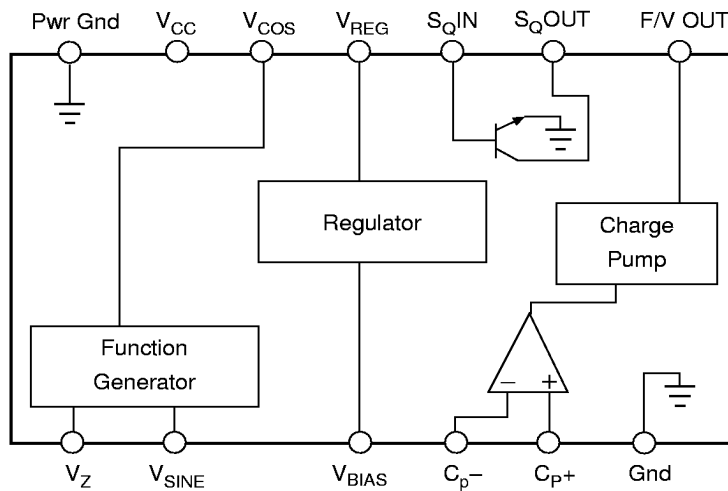 Pwr Gnd V_CC V_COS V_REG S_QIN S_QOUT F/V OUT
Regulator
Charge
Pump
Function
Generator
− +
V_Z V_SINE V_BIAS C_p− C_P+ Gnd